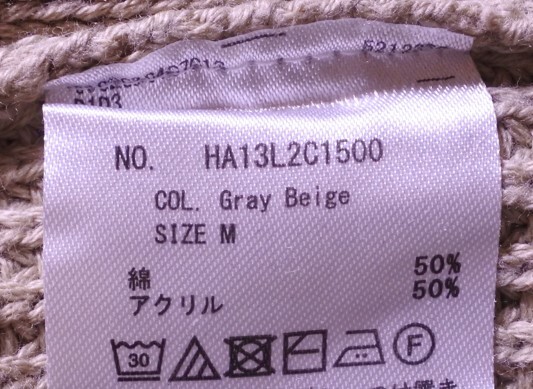 NO. HA13L2C1500
COL. Gray Beige
SIZE M
綿 50%
アクリル 50%
30
F